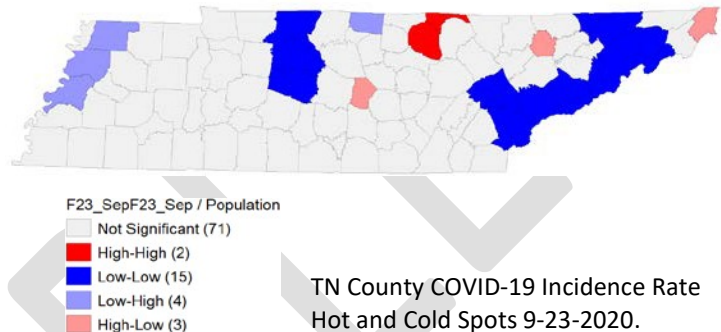 F23_SepF23_Sep / Population
Not Significant (71)
High-High (2)
Low-Low (15)
Low-High (4)
High-Low (3)
TN County COVID-19 Incidence Rate
Hot and Cold Spots 9-23-2020.